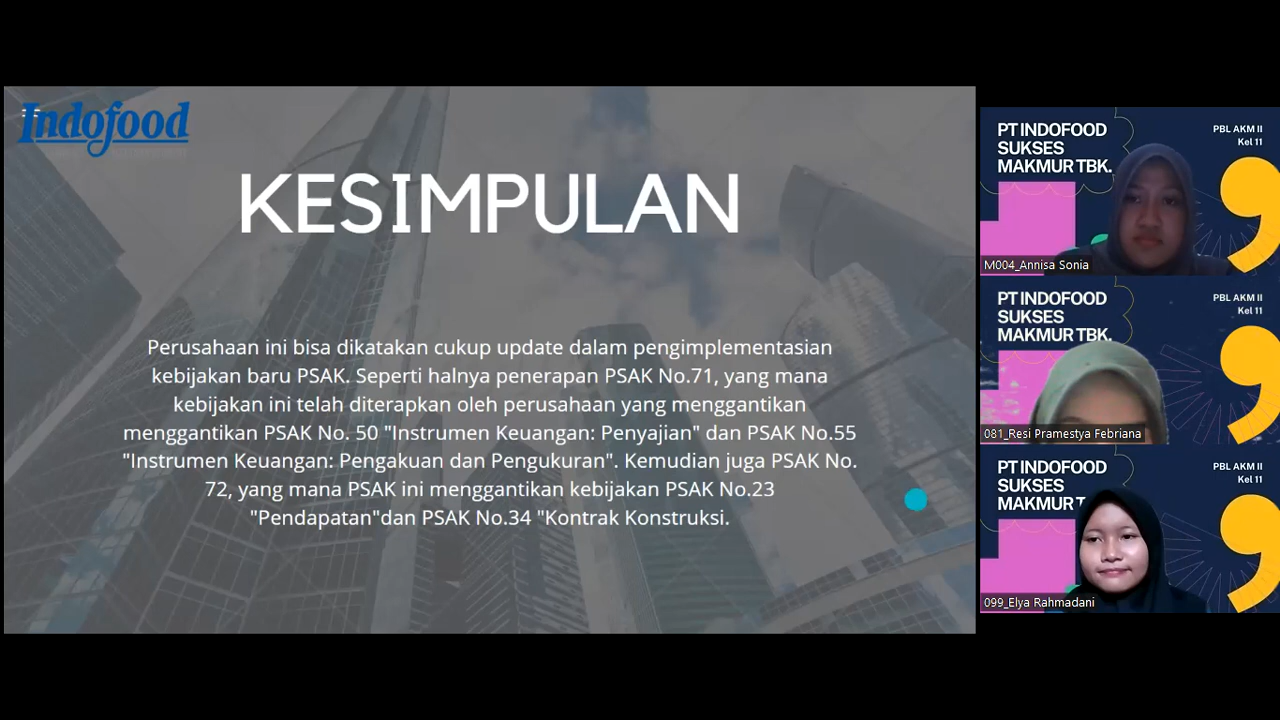 Indofood
KESIMPULAN
Perusahaan ini bisa dikatakan cukup update dalam pengimplementasian
kebijakan baru PSAK. Seperti halnya penerapan PSAK No.71, yang mana
kebijakan ini telah diterapkan oleh perusahaan yang menggantikan
menggantikan PSAK No. 50 "Instrumen Keuangan: Penyajian" dan PSAK No.55
"Instrumen Keuangan: Pengakuan dan Pengukuran". Kemudian juga PSAK No.
72, yang mana PSAK ini menggantikan kebijakan PSAK No.23
"Pendapatan"dan PSAK No.34 "Kontrak Konstruksi.
PT INDOFOOD
SUKSES
MAKMUR TBK.
PBL AKM II
Kel 11
M004_Annisa Sonia
PT INDOFOOD
SUKSES
MAKMUR TBK.
PBL AKM II
Kel 11
081_Resi Pramestya Febriana
PT INDOFOOD
SUKSES
MAKMUR T
PBL AKM II
Kel 11
099_Elya Rahmadani